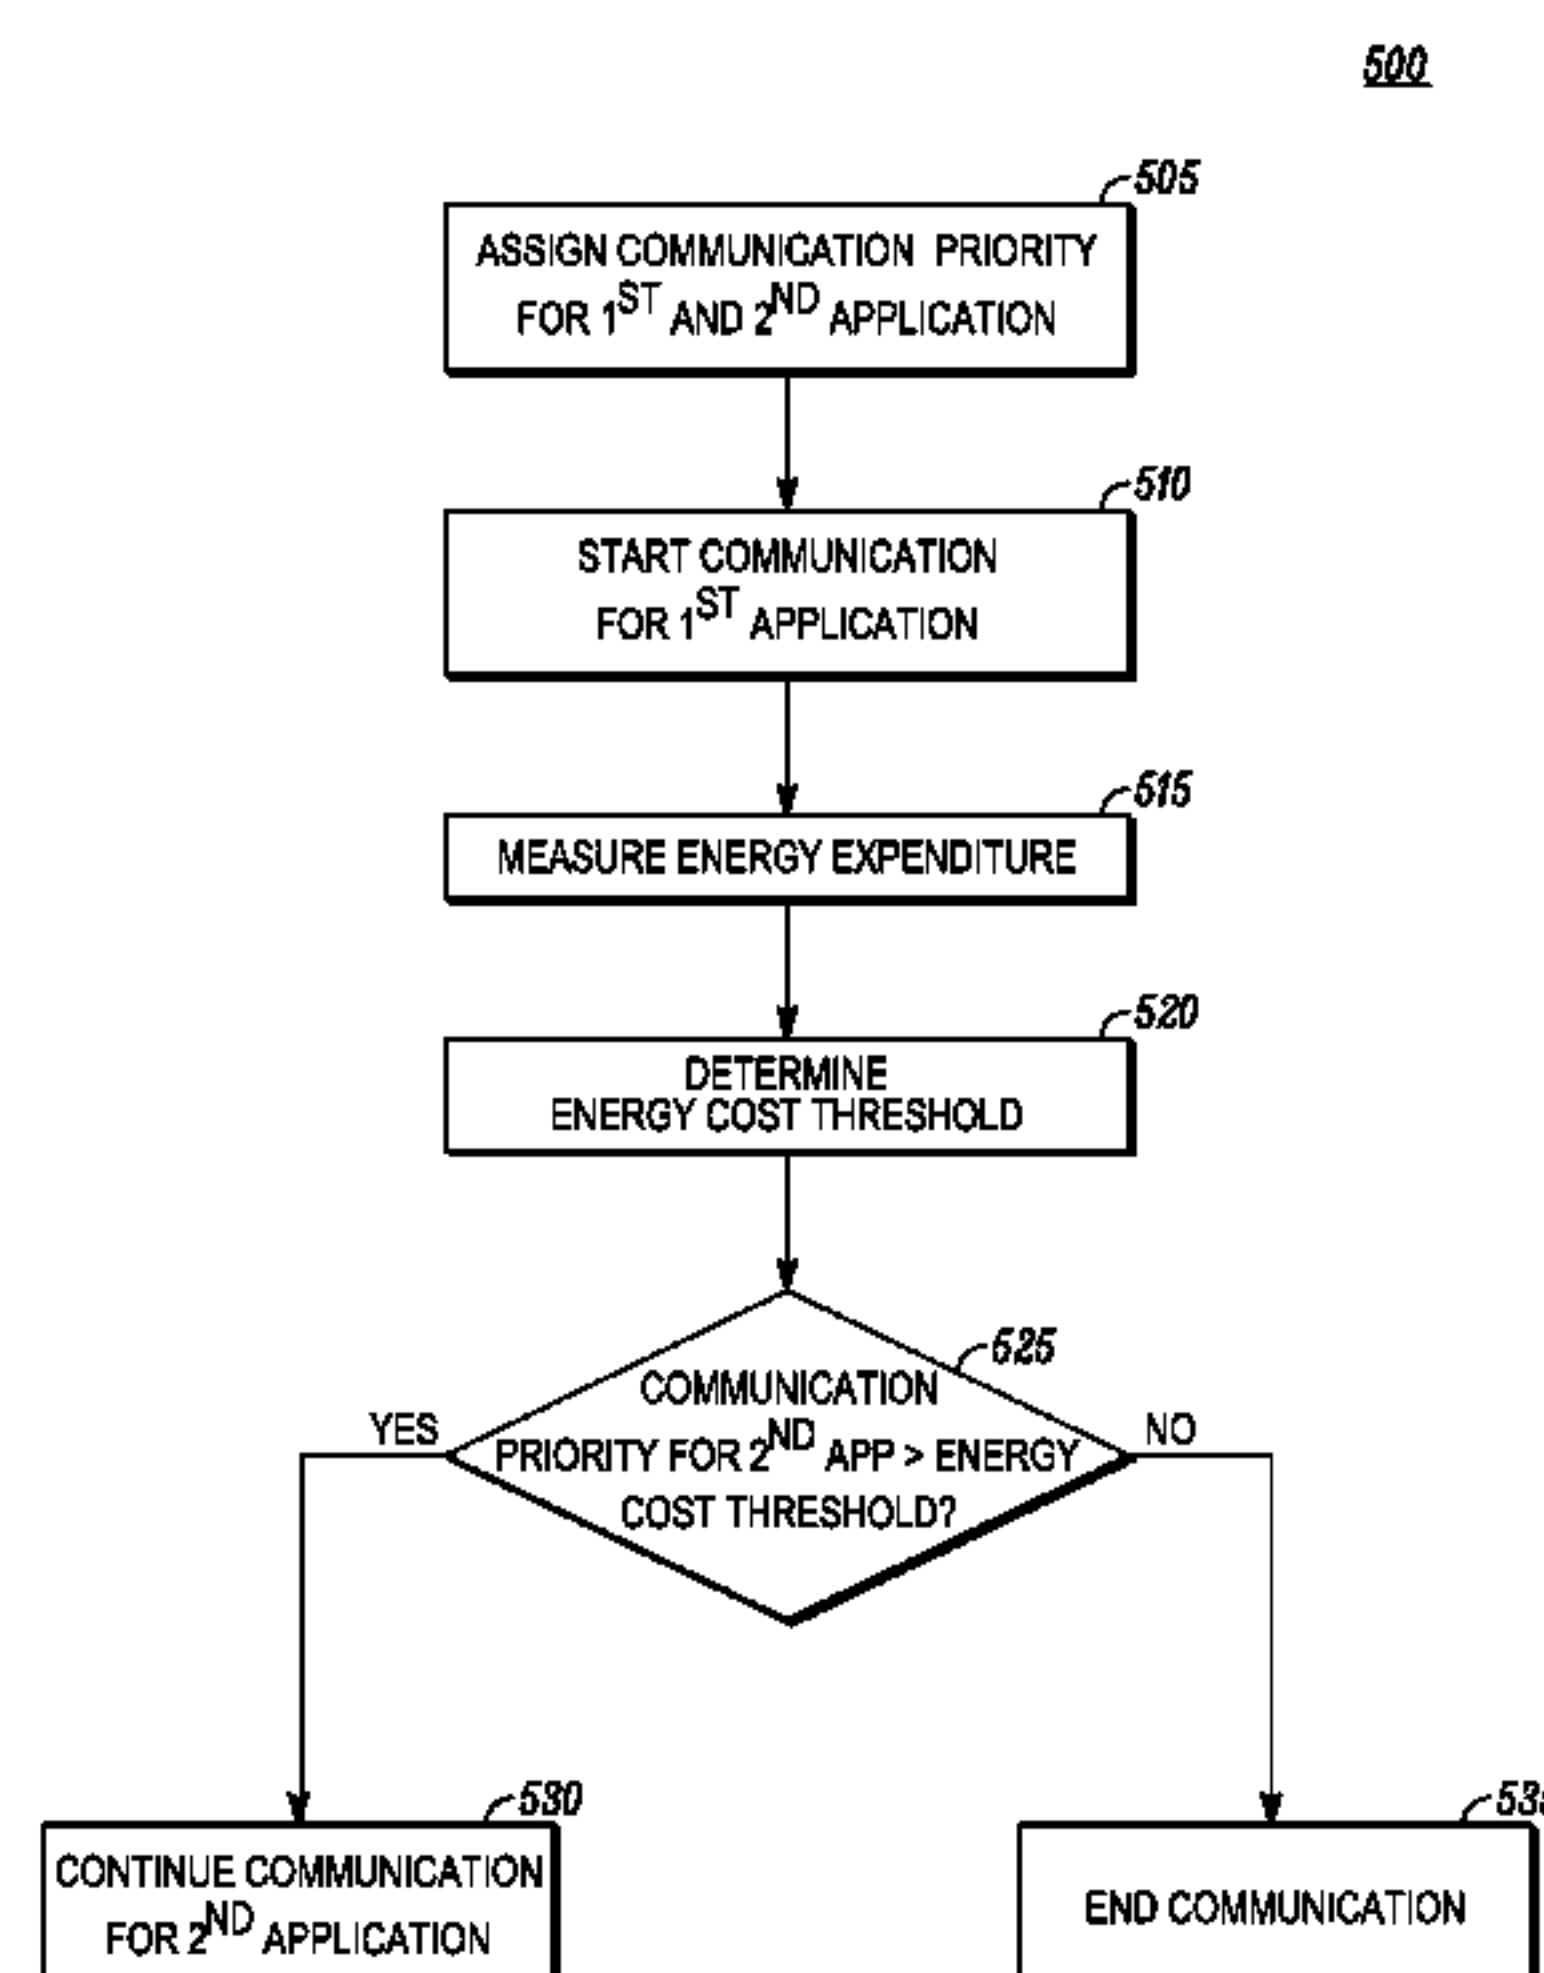 500
505
ASSIGN COMMUNICATION PRIORITY
FOR 1ST AND 2ND APPLICATION
510
START COMMUNICATION
FOR 1ST APPLICATION
515
MEASURE ENERGY EXPENDITURE
520
DETERMINE
ENERGY COST THRESHOLD
525
COMMUNICATION
PRIORITY FOR 2ND APP > ENERGY
COST THRESHOLD?
YES
NO
530
CONTINUE COMMUNICATION
FOR 2ND APPLICATION
END COMMUNICATION